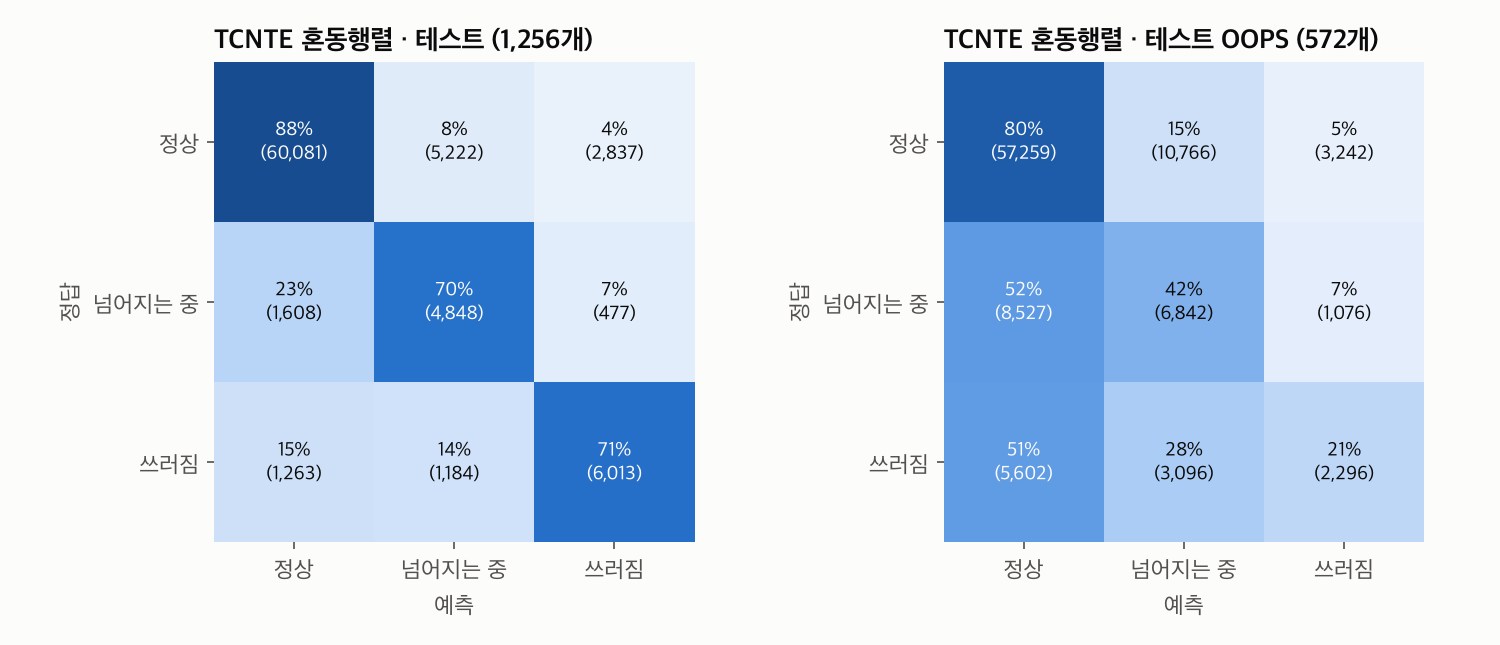 TCNTE 혼동행렬 · 테스트 (1,256개)
정답
정상
88%
(60,081)
8%
(5,222)
4%
(2,837)
넘어지는 중
23%
(1,608)
70%
(4,848)
7%
(477)
쓰러짐
15%
(1,263)
14%
(1,184)
71%
(6,013)
정상
넘어지는 중
쓰러짐
예측
TCNTE 혼동행렬 · 테스트 OOPS (572개)
정답
정상
80%
(57,259)
15%
(10,766)
5%
(3,242)
넘어지는 중
52%
(8,527)
42%
(6,842)
7%
(1,076)
쓰러짐
51%
(5,602)
28%
(3,096)
21%
(2,296)
정상
넘어지는 중
쓰러짐
예측